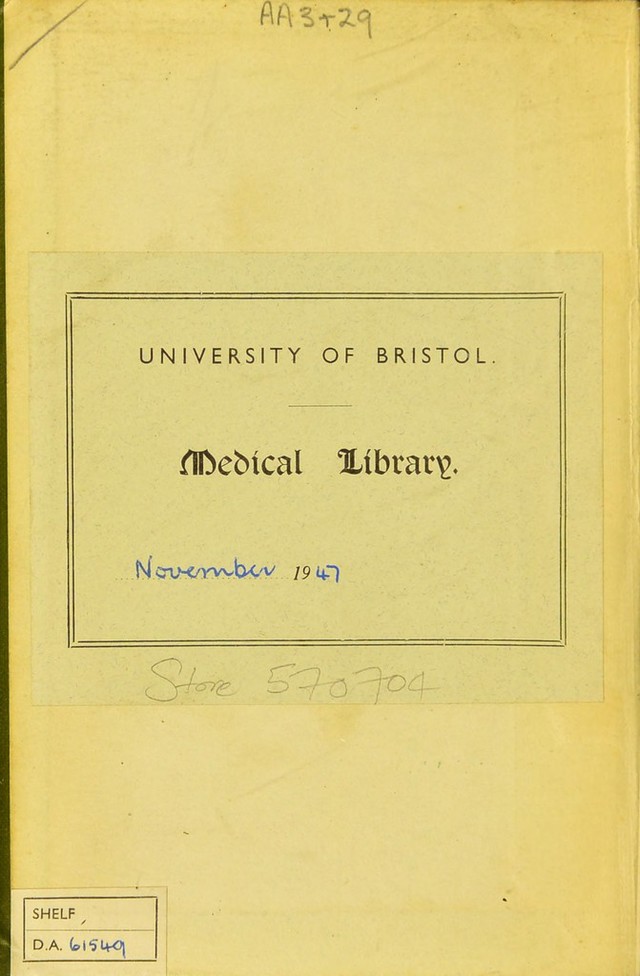 AA3+29
UNIVERSITY OF BRISTOL.
Medical Library.
November 1947
Store 570704
SHELF
D.A. 61549